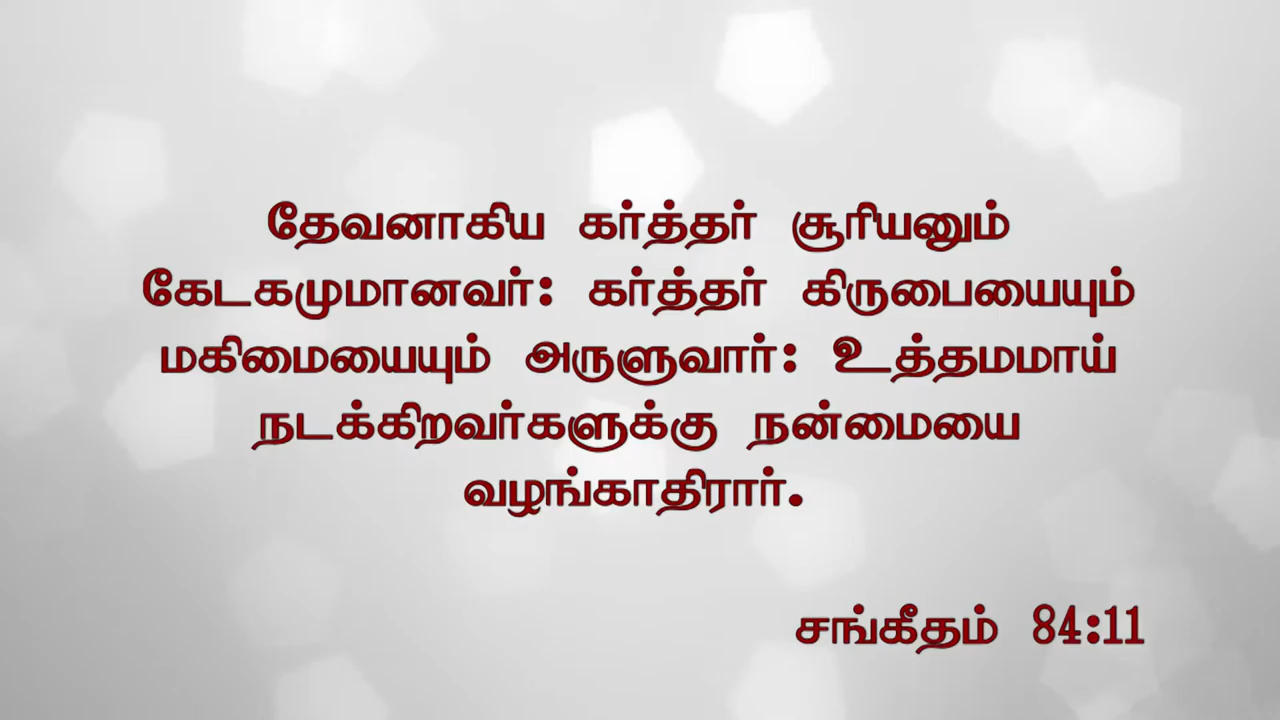 தேவனாகிய கர்த்தர் சூரியனும்
கேடகமுமானவர்: கர்த்தர் கிருபையையும்
மகிமையையும் அருளுவார்: உத்தமமாய்
நடக்கிறவர்களுக்கு நன்மையை
வழங்காதிரார்.
சங்கீதம் 84:11